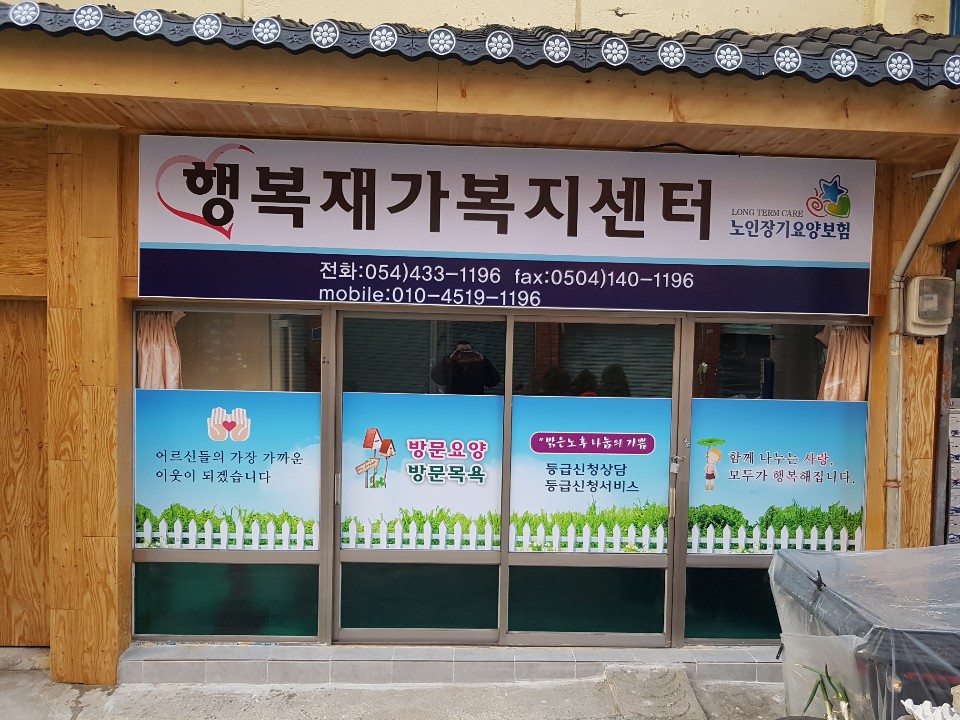 행복재가복지센터
LONG TERM CARE
노인장기요양보험
전화:054)433-1196 fax:0504)140-1196
mobile:010-4519-1196
어르신들의 가장 가까운
이웃이 되겠습니다
방문요양
방문목욕
"밝은노후 나눔의 기쁨
등급신청상담
등급신청서비스
함께 나누는 사랑,
모두가 행복해집니다.